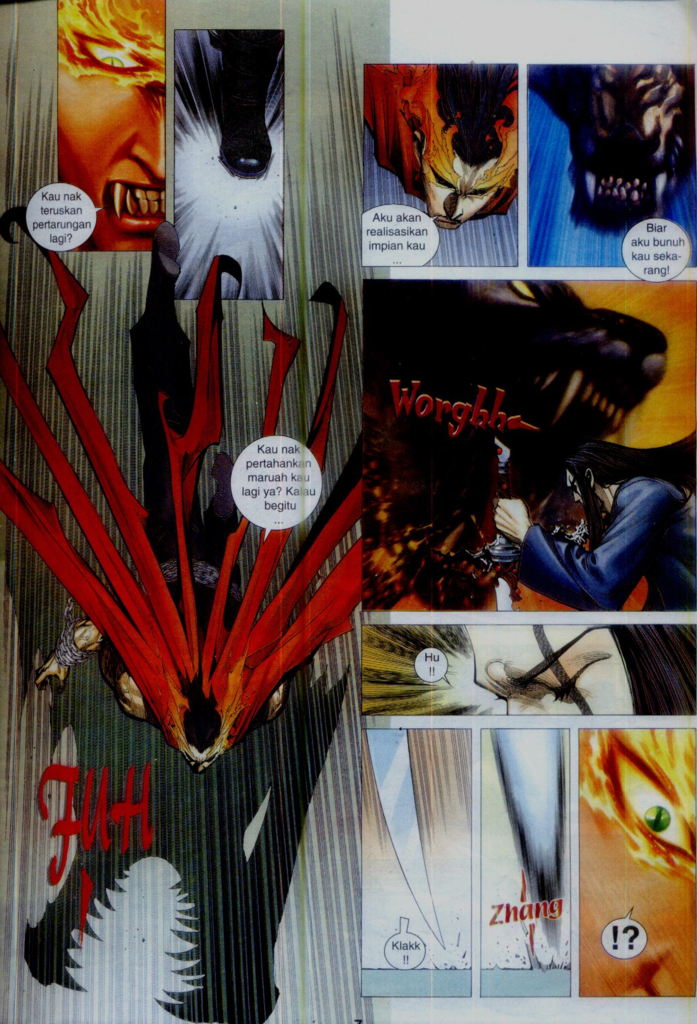 Kau nak
teruskan
pertarungan
lagi?
Kau nak
pertahankan
maruah kau
lagi ya? Kalau
begitu
...
FUH
!
Aku akan
realisasikan
impian kau
...
Biar
aku bunuh
kau seka-
rang!
Worghh
Hu
!!
Klakk
!!
Zhang
!?
7